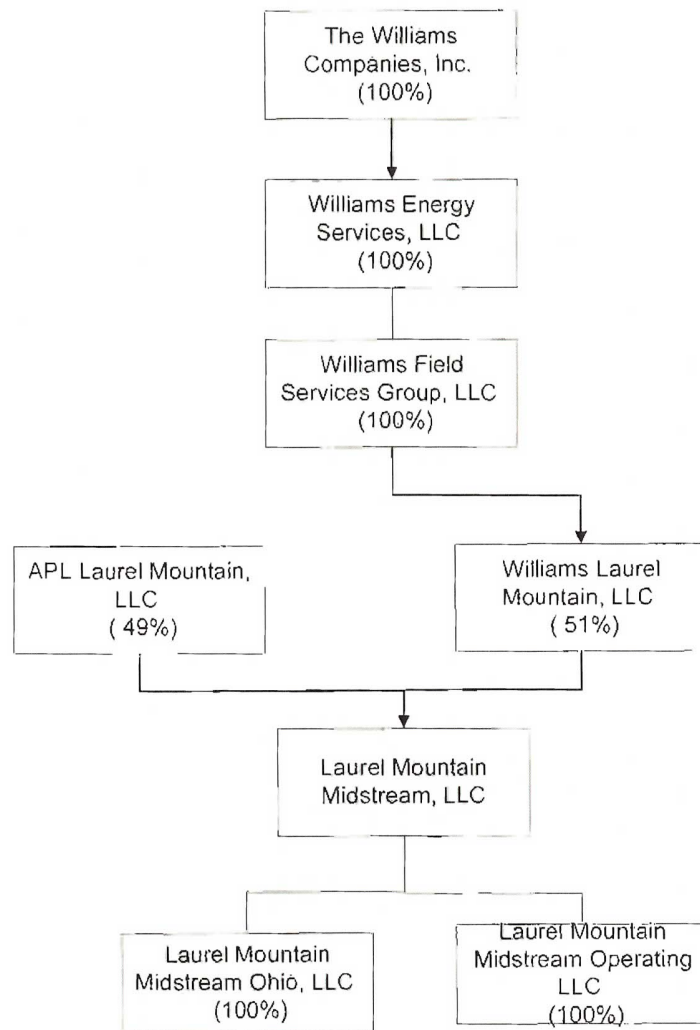 The Williams
Companies, Inc.
(100%)
Williams Energy
Services, LLC
(100%)
Williams Field
Services Group, LLC
(100%)
APL Laurel Mountain,
LLC
( 49%)
Williams Laurel
Mountain, LLC
( 51%)
Laurel Mountain
Midstream, LLC
Laurel Mountain
Midstream Ohio, LLC
(100%)
Laurel Mountain
Midstream Operating
LLC
(100%)